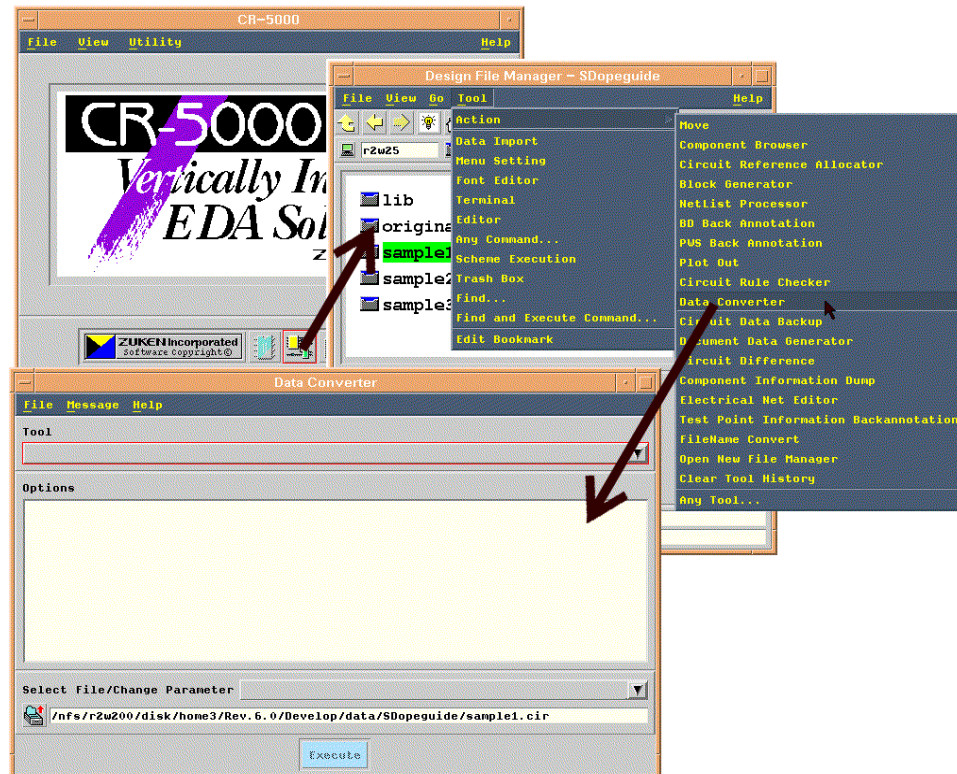 CR-5000
File View Utility Help
CR-5000
Vertically In
EDA Sol
Z
ZUKEN Incorporated
Software Copyright©
Design File Manager - SDopeguide
File View Go Tool Help
r2w25
lib
origina
sample1
sample2
sample3
Action
Data Import
Menu Setting
Font Editor
Terminal
Editor
Any Command...
Scheme Execution
Trash Box
Find...
Find and Execute Command...
Edit Bookmark
Move
Component Browser
Circuit Reference Allocator
Block Generator
NetList Processor
BD Back Annotation
PWS Back Annotation
Plot Out
Circuit Rule Checker
Data Converter
Circuit Data Backup
Document Data Generator
Circuit Difference
Component Information Dump
Electrical Net Editor
Test Point Information Backannotation
FileName Convert
Open New File Manager
Clear Tool History
Any Tool...
Data Converter
File Message Help
Tool
Options
Select File/Change Parameter
/nfs/r2w200/disk/home3/Rev.6.0/Develop/data/SDopeguide/sample1.cir
Execute